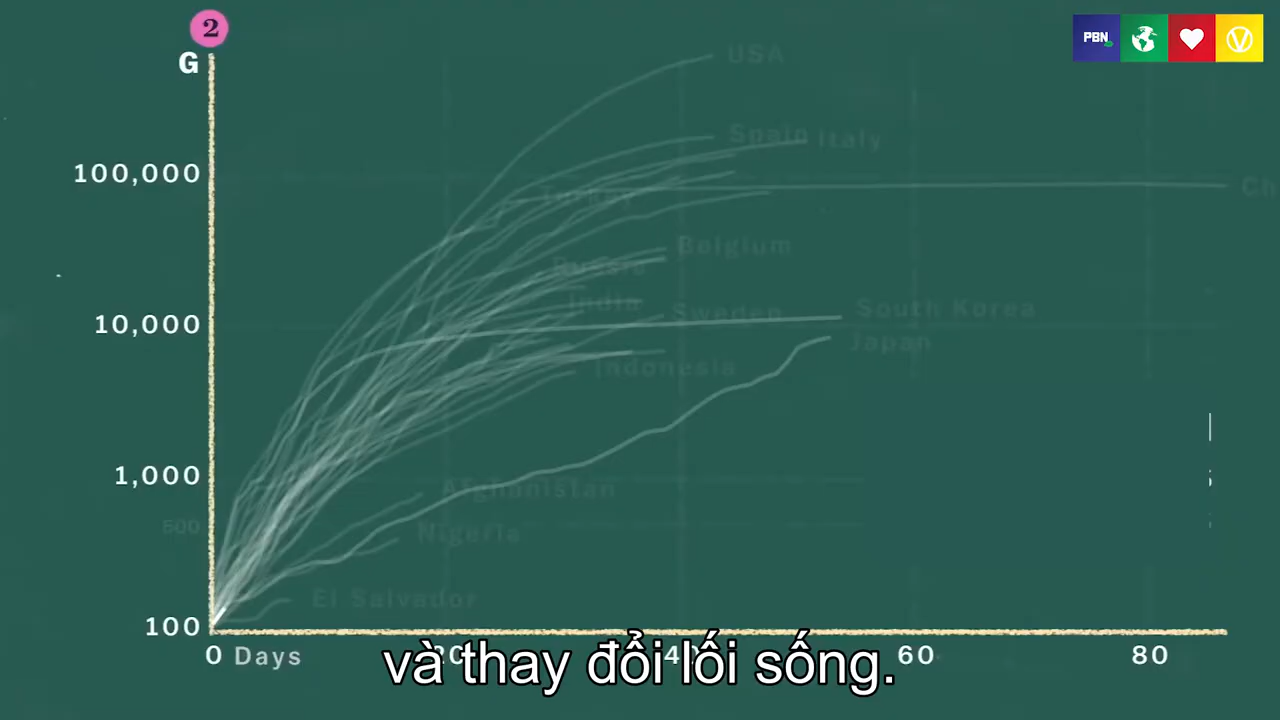 2
PBN
G
USA
Spain Italy
100,000
Turkey
Belgium
Russia
India
10,000
Sweden
South Korea
Japan
Indonesia
1,000
Afghanistan
500
Nigeria
El Salvador
100
0 Days 20 40 60 80
và thay đổi lối sống.